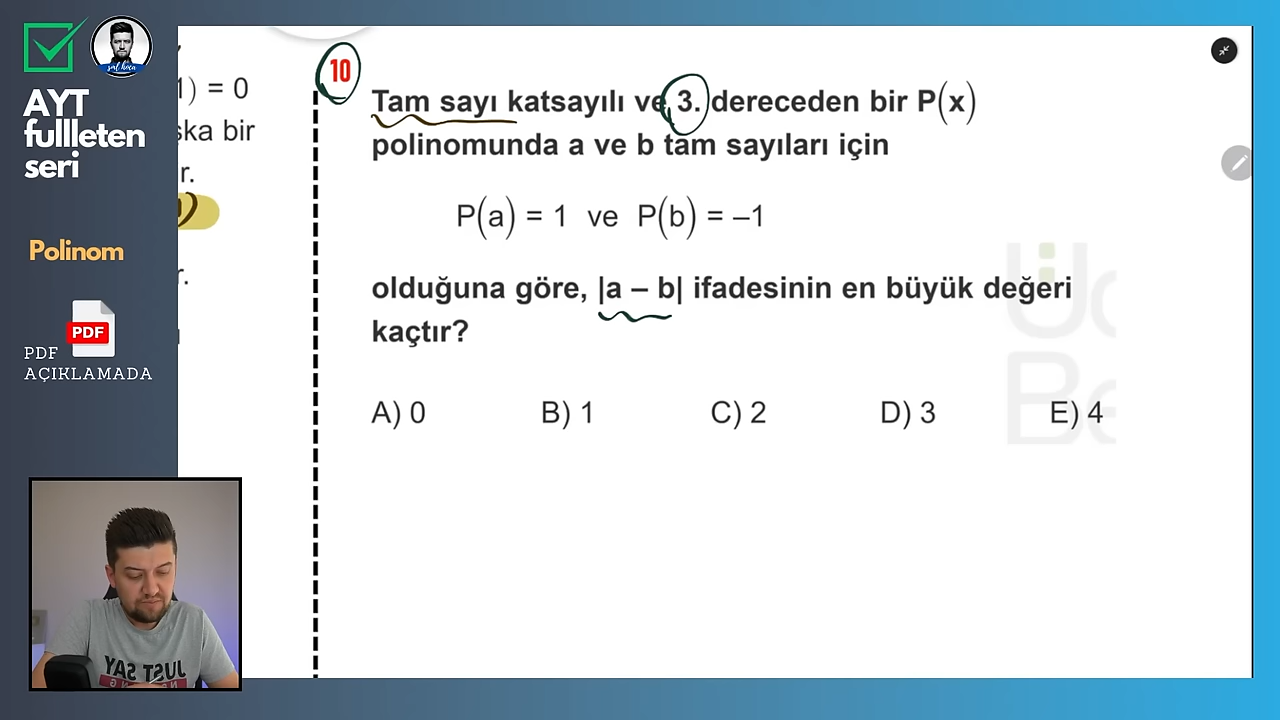 AYT
fullleten
seri
Polinom
PDF
PDF
AÇIKLAMADA
1) = 0
ska bir
r.
r.
10
Tam sayı katsayılı ve 3. dereceden bir P(x)
polinomunda a ve b tam sayıları için
P(a) = 1 ve P(b) = –1
olduğuna göre, |a – b| ifadesinin en büyük değeri
kaçtır?
A) 0 B) 1 C) 2 D) 3 E) 4
JUST SAY